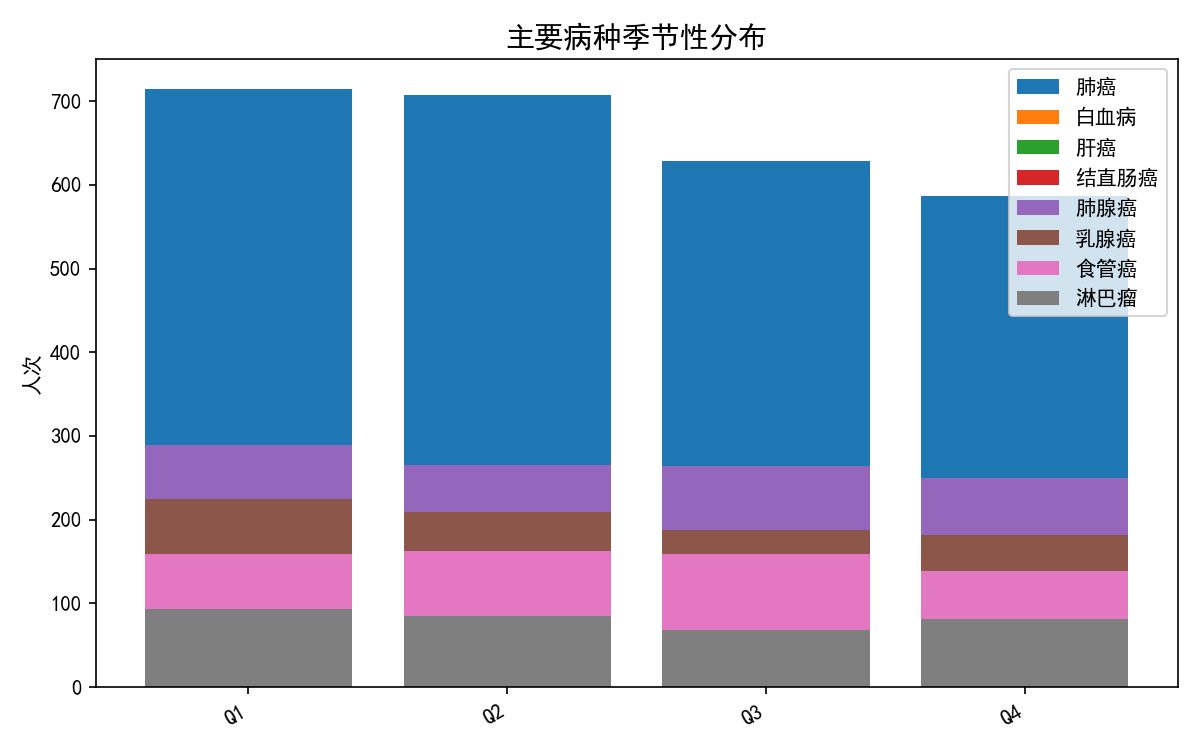 主要病种季节性分布
700
600
500
400
300
200
100
0
人次
Q1
Q2
Q3
Q4
肺癌
白血病
肝癌
结直肠癌
肺腺癌
乳腺癌
食管癌
淋巴瘤